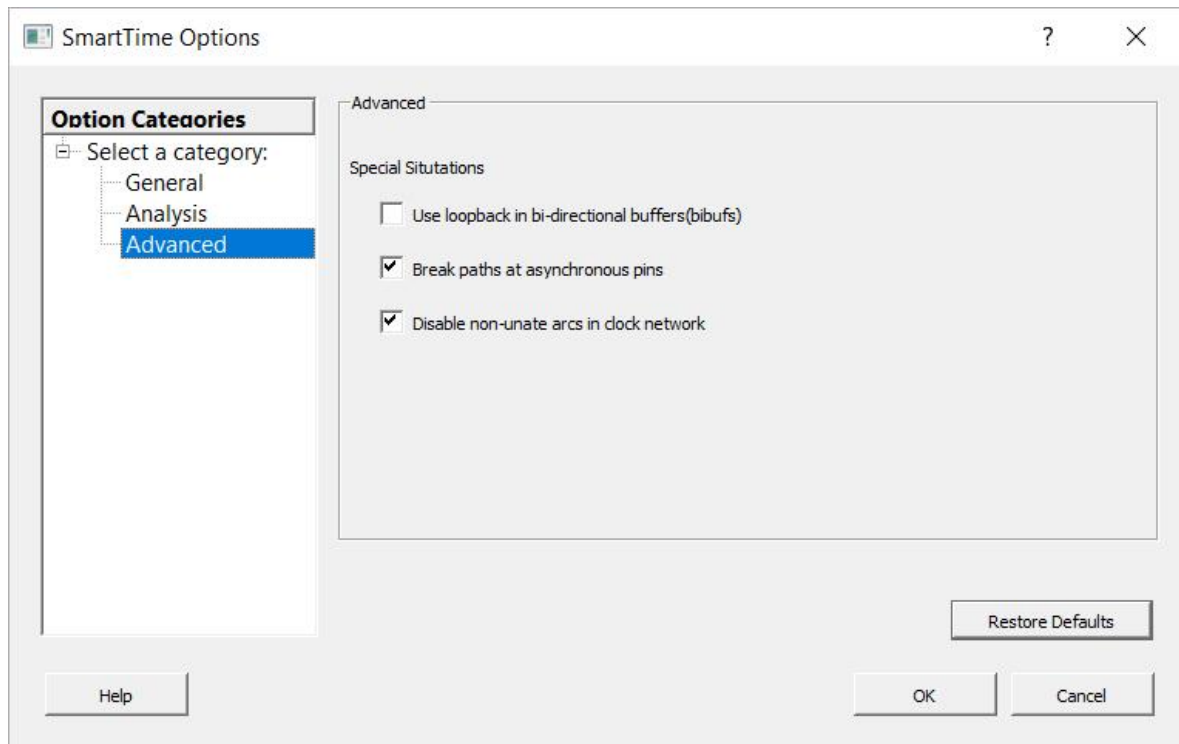 SmartTime Options
?
Option Categories
Select a category:
General
Analysis
Advanced
Advanced
Special Situtations
Use loopback in bi-directional buffers(bibufs)
Break paths at asynchronous pins
Disable non-unate arcs in clock network
Restore Defaults
Help
OK
Cancel